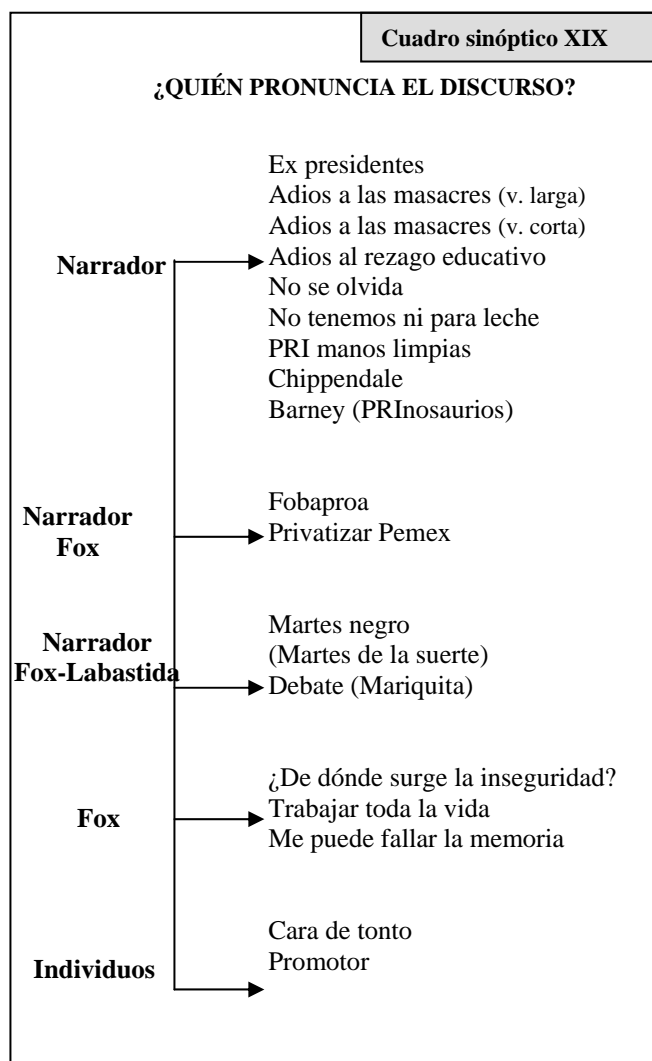 Cuadro sinóptico XIX
¿QUIÉN PRONUNCIA EL DISCURSO?
Narrador
Ex presidentes
Adios a las masacres (v. larga)
Adios a las masacres (v. corta)
Adios al rezago educativo
No se olvida
No tenemos ni para leche
PRI manos limpias
Chippendale
Barney (PRInosaurios)
Narrador
Fox
Fobaproa
Privatizar Pemex
Narrador
Fox-Labastida
Martes negro
(Martes de la suerte)
Debate (Mariquita)
Fox
¿De dónde surge la inseguridad?
Trabajar toda la vida
Me puede fallar la memoria
Individuos
Cara de tonto
Promotor